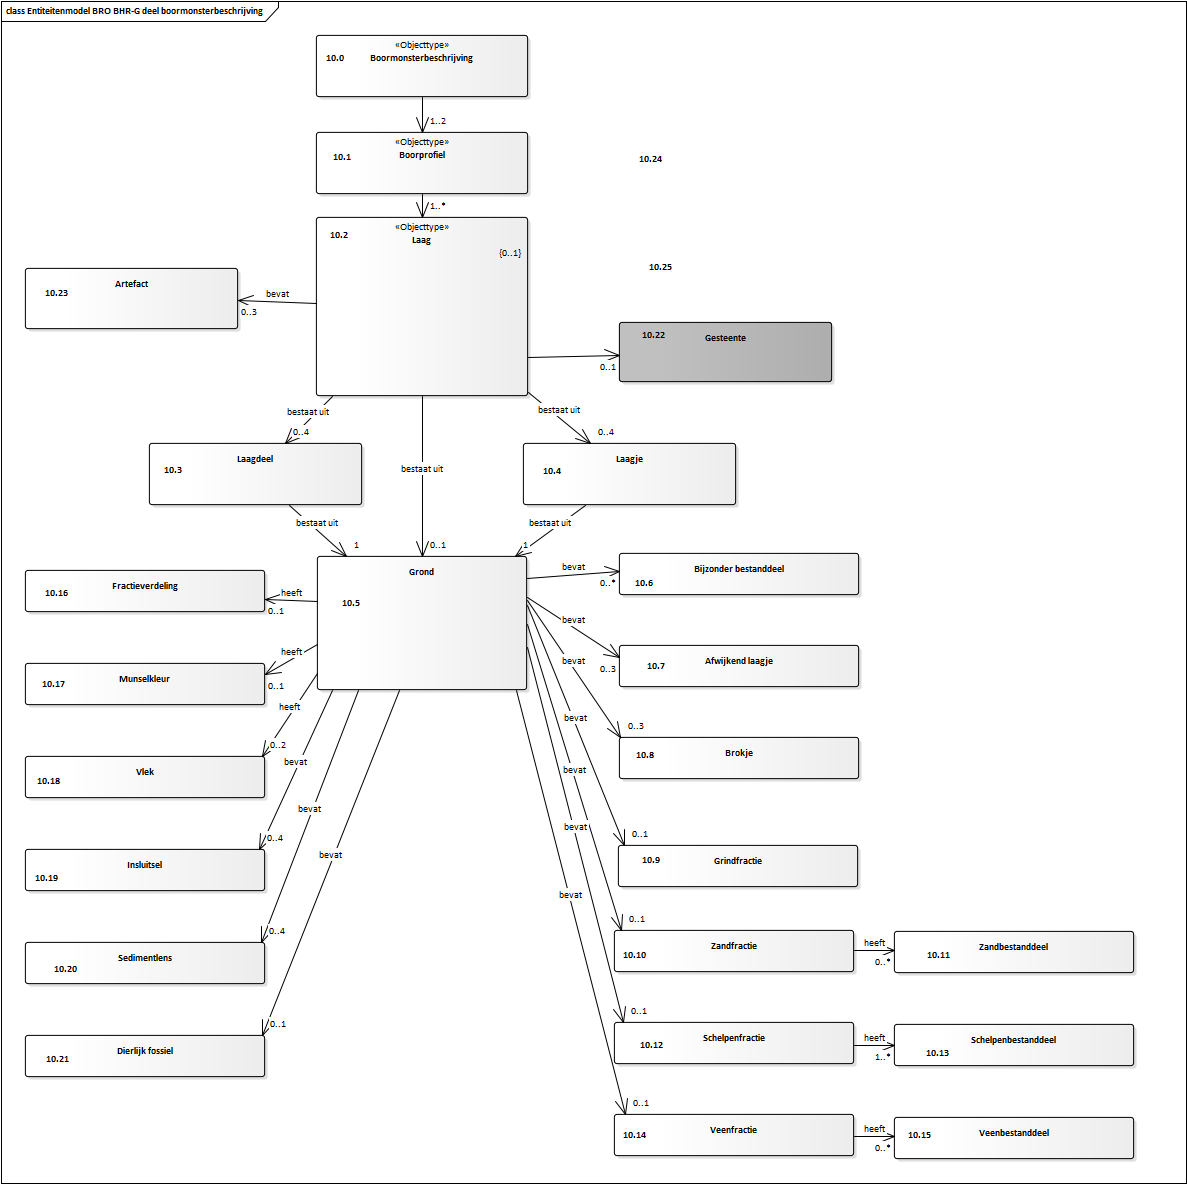 class Entiteitenmodel BRO BHR-G deel boormonsterbeschrijving
«Objecttype»
10.0 Boormonsterbeschrijving
1..2
«Objecttype»
10.1 Boorprofiel
10.24
1..*
«Objecttype»
10.2 Laag
{0..1}
10.25
Artefact
10.23
bevat
0..3
10.22 Gesteente
0..1
bestaat uit
bestaat uit
0..4
0..4
Laagdeel
10.3
bestaat uit
Laagje
10.4
bestaat uit
bestaat uit
1
0..1
1
Grond
10.5
bevat
0..*
Bijzonder bestanddeel
10.6
Fractieverdeling
10.16
heeft
0..1
bevat
0..3
Afwijkend laagje
10.7
heeft
0..1
Munselkleur
10.17
bevat
0..3
Brokje
10.8
heeft
0..2
Vlek
10.18
bevat
0..1
Grindfractie
10.9
bevat
0..4
Insluitsel
10.19
bevat
0..1
Zandfractie
10.10
heeft
0..*
Zandbestanddeel
10.11
bevat
0..4
Sedimentlens
10.20
bevat
0..1
Schelpenfractie
10.12
heeft
1..*
Schelpenbestanddeel
10.13
bevat
0..1
Dierlijk fossiel
10.21
bevat
0..1
Veenfractie
10.14
heeft
0..*
Veenbestanddeel
10.15